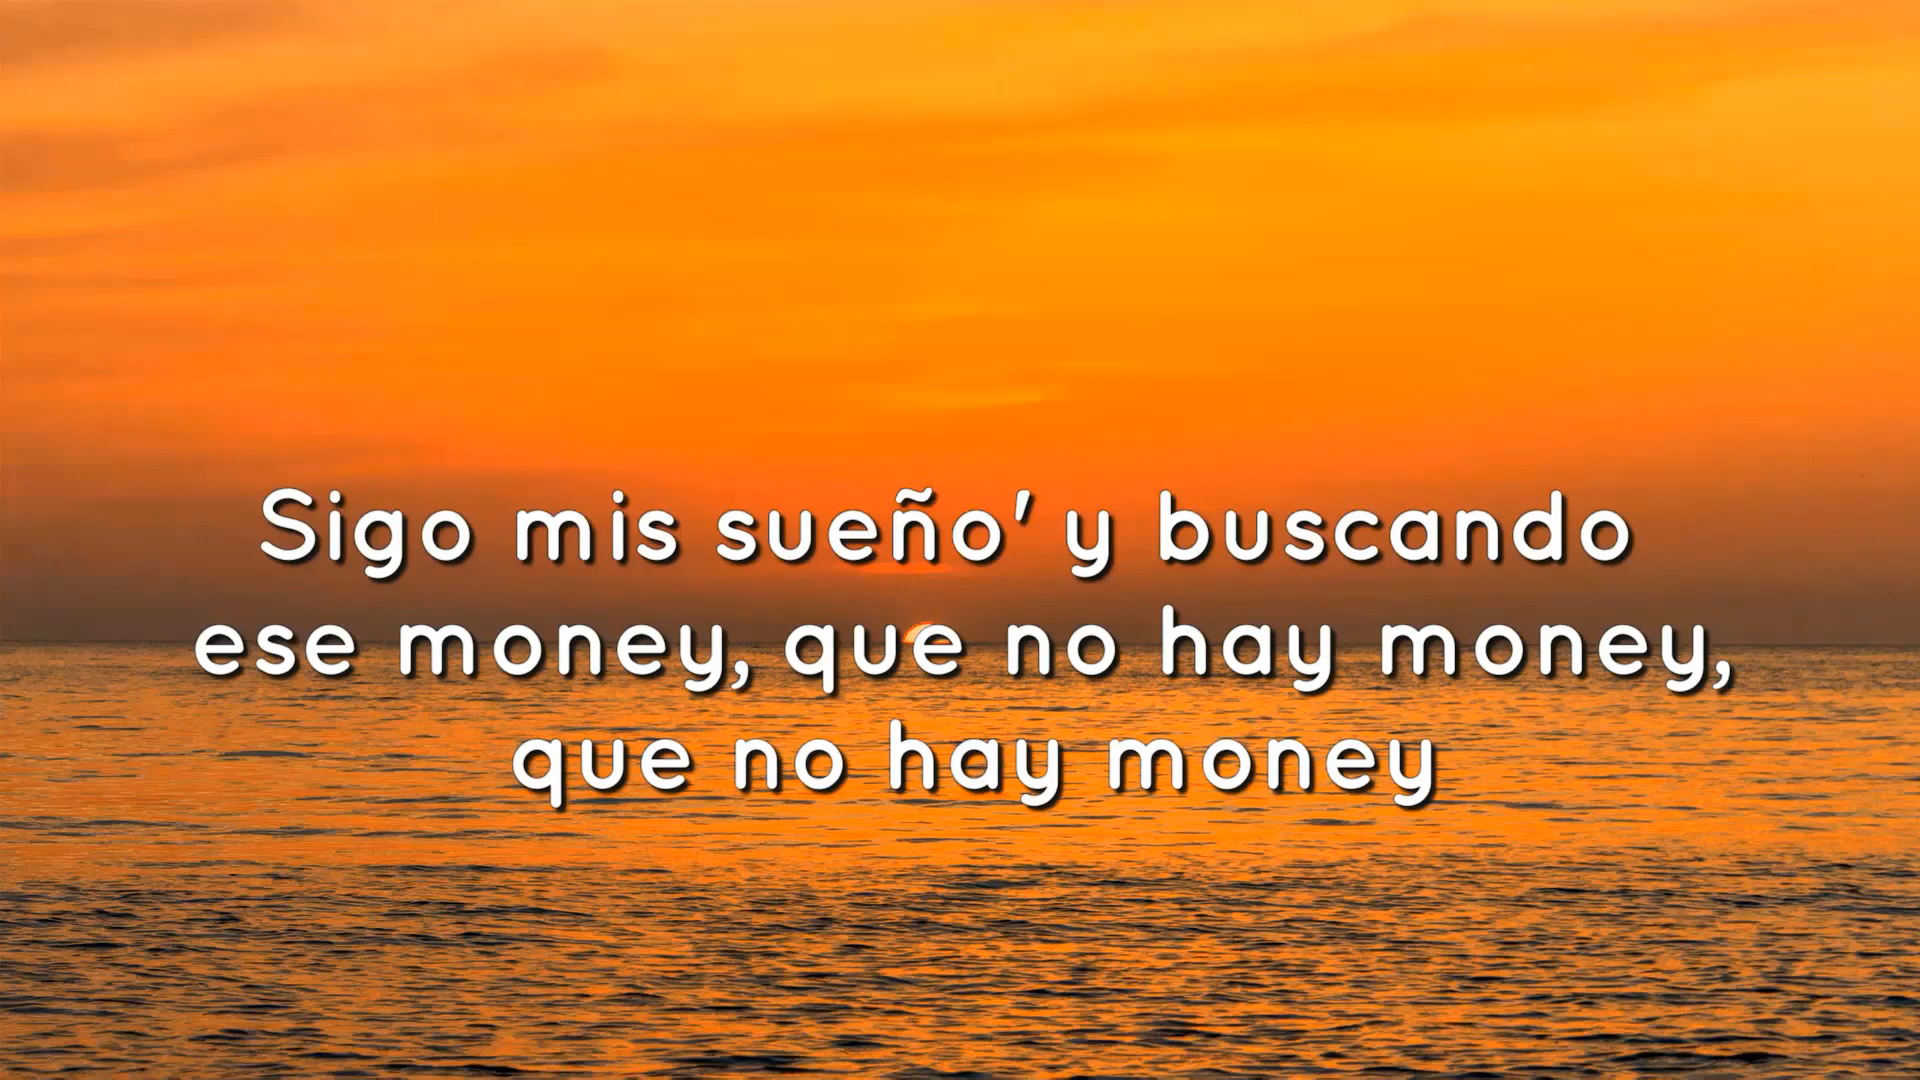 Sigo mis sueño' y buscando
ese money, que no hay money,
que no hay money